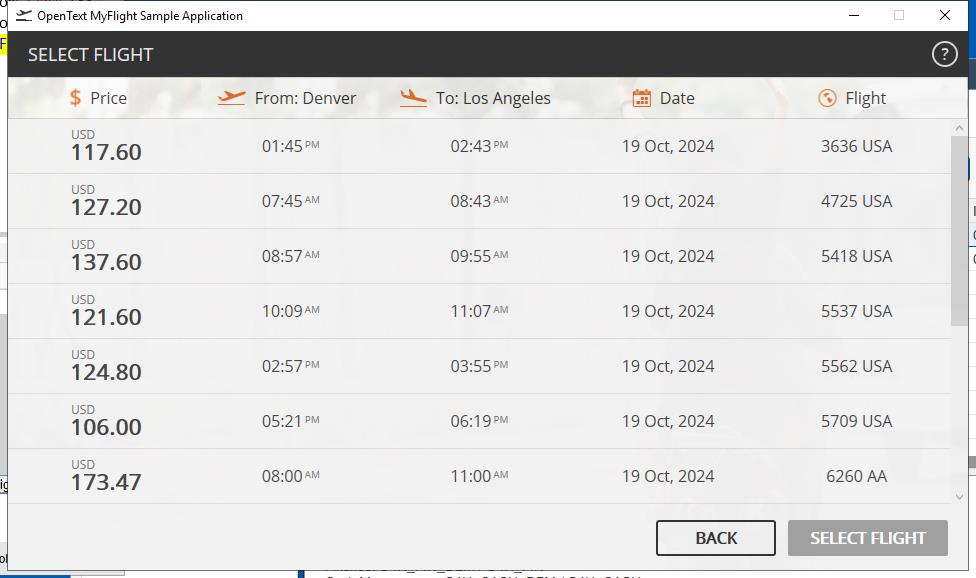 OpenText MyFlight Sample Application
SELECT FLIGHT ?
$ Price From: Denver To: Los Angeles Date Flight
USD
117.60 01:45 PM 02:43 PM 19 Oct, 2024 3636 USA
USD
127.20 07:45 AM 08:43 AM 19 Oct, 2024 4725 USA
USD
137.60 08:57 AM 09:55 AM 19 Oct, 2024 5418 USA
USD
121.60 10:09 AM 11:07 AM 19 Oct, 2024 5537 USA
USD
124.80 02:57 PM 03:55 PM 19 Oct, 2024 5562 USA
USD
106.00 05:21 PM 06:19 PM 19 Oct, 2024 5709 USA
USD
173.47 08:00 AM 11:00 AM 19 Oct, 2024 6260 AA
BACK SELECT FLIGHT